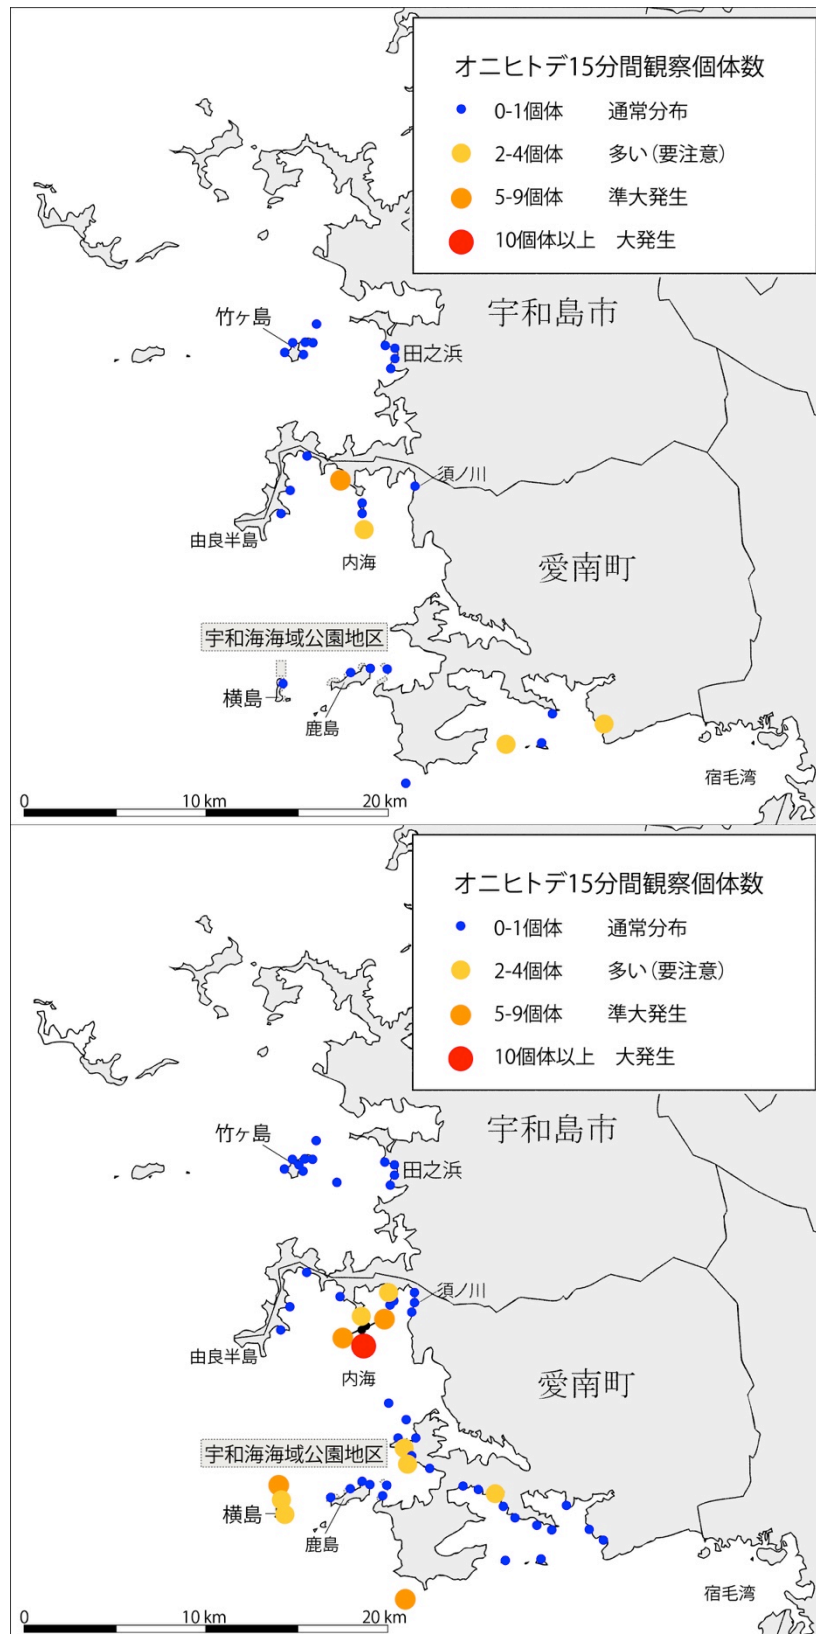 オニヒトデ15分間観察個体数
0-1個体 通常分布
2-4個体 多い（要注意）
5-9個体 準大発生
10個体以上 大発生
宇和島市
竹ヶ島
田之浜
須ノ川
由良半島
内海
愛南町
宇和海海域公園地区
横島
鹿島
宿毛湾
0 10 km 20 km
オニヒトデ15分間観察個体数
0-1個体 通常分布
2-4個体 多い（要注意）
5-9個体 準大発生
10個体以上 大発生
宇和島市
竹ヶ島
田之浜
須ノ川
由良半島
内海
愛南町
宇和海海域公園地区
横島
鹿島
宿毛湾
0 10 km 20 km